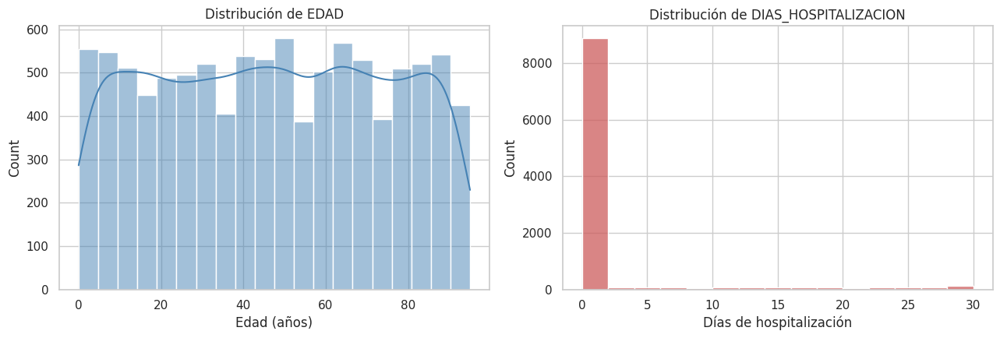 Distribución de EDAD
600
500
400
300
200
100
0
Count
0 20 40 60 80
Edad (años)
Distribución de DIAS_HOSPITALIZACION
8000
6000
4000
2000
0
Count
0 5 10 15 20 25 30
Días de hospitalización